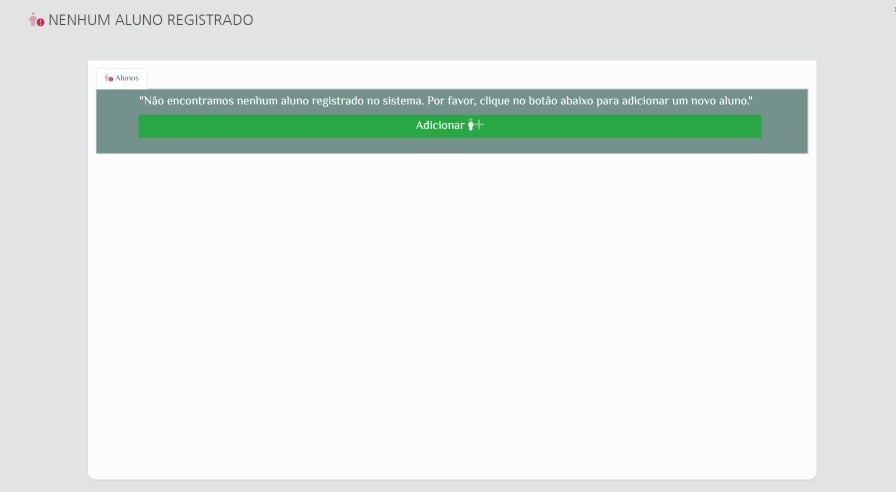 NENHUM ALUNO REGISTRADO
Alunos
"Não encontramos nenhum aluno registrado no sistema. Por favor, clique no botão abaixo para adicionar um novo aluno."
Adicionar